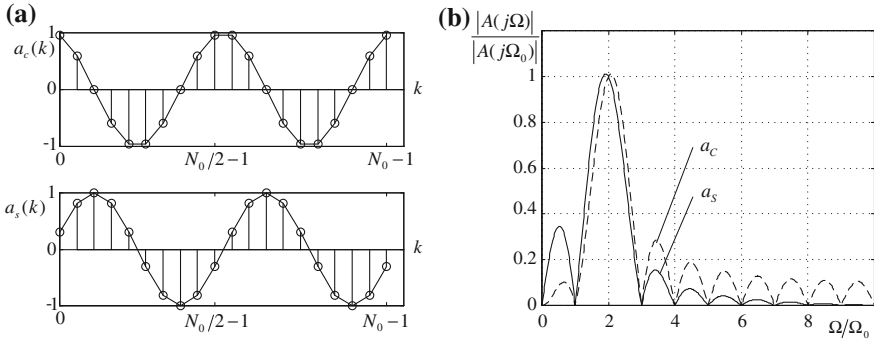 (a)
a_c(k)
1
0
-1
k
0
N_0/2−1
N_0−1
a_s(k)
1
0
-1
k
0
N_0/2−1
N_0−1
(b)
|A(jΩ)|
|A(jΩ_0)|
1
0.8
0.6
0.4
0.2
0
a_C
a_S
0
2
4
6
8
Ω/Ω_0